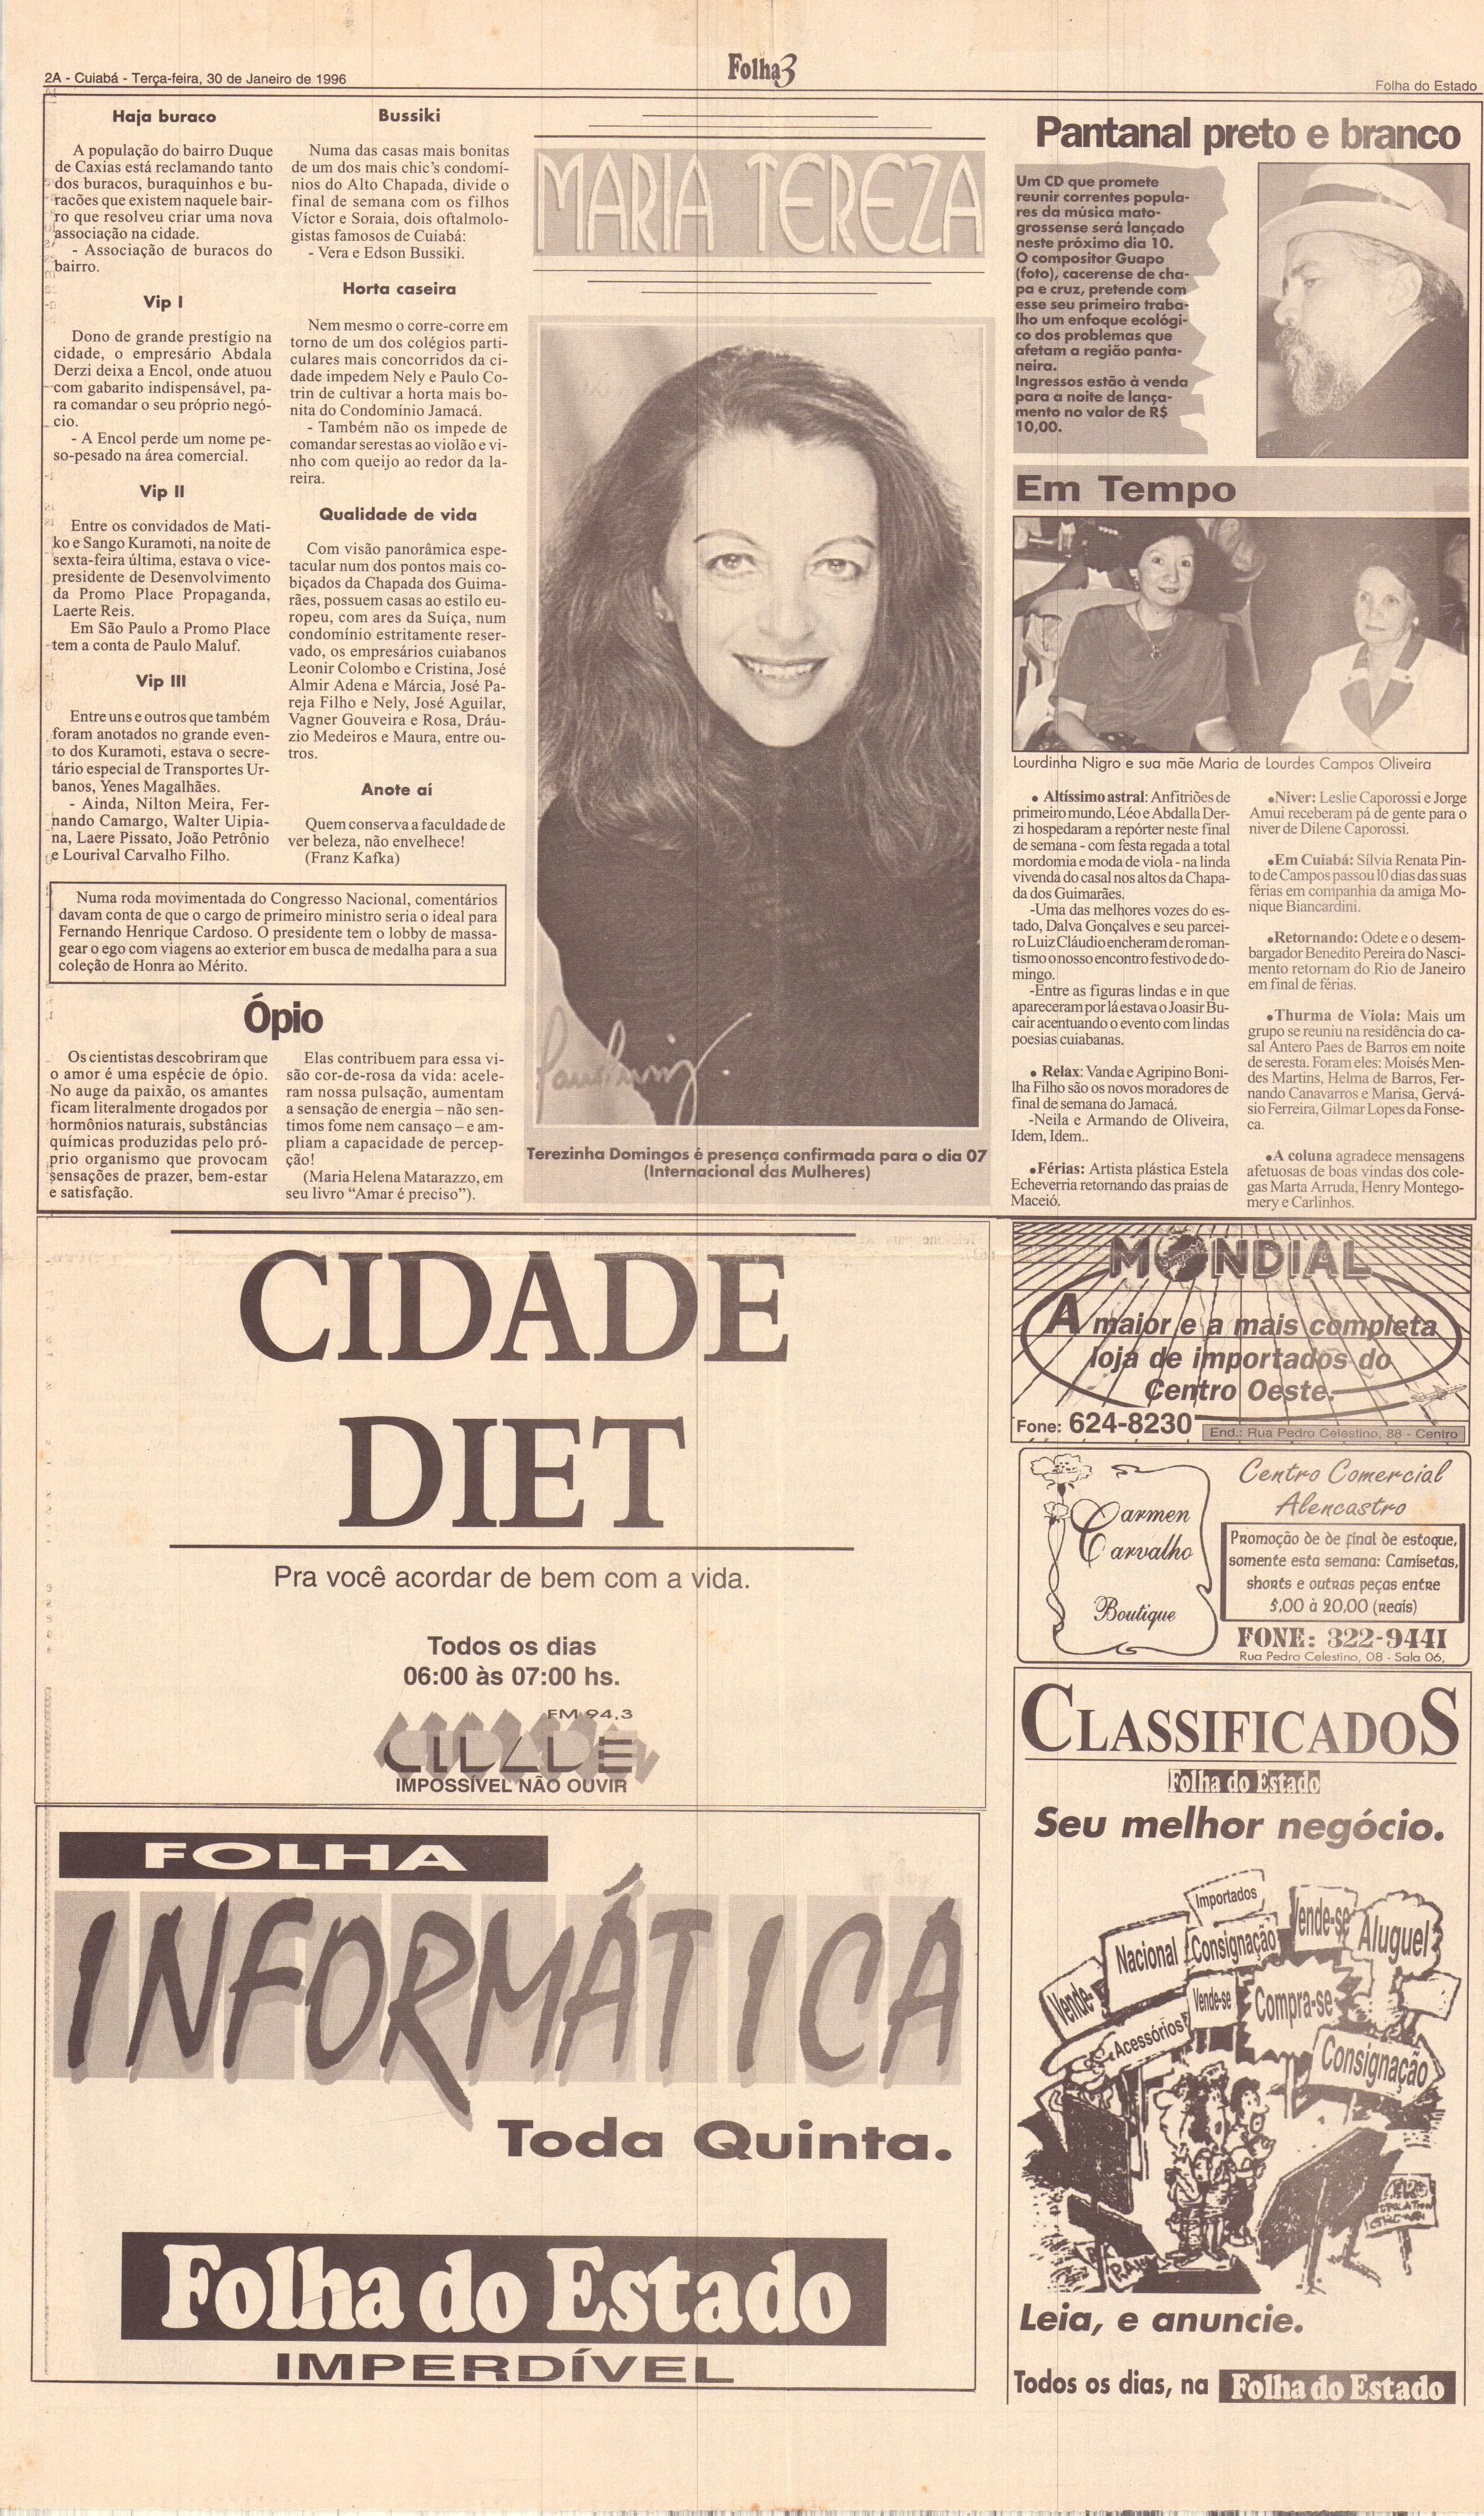 2A - Cuiabá - Terça-feira, 30 de Janeiro de 1996
Folha3
Folha do Estado
Haja buraco
A população do bairro Duque
de Caxias está reclamando tanto
dos buracos, buraquinhos e bu-
racões que existem naquele bair-
ro que resolveu criar uma nova
associação na cidade.
- Associação de buracos do
bairro.
Vip I
Dono de grande prestígio na
cidade, o empresário Abdala
Derzi deixa a Encol, onde atuou
com gabarito indispensável, pa-
ra comandar o seu próprio negó-
cio.
- A Encol perde um nome pe-
so-pesado na área comercial.
Vip II
Entre os convidados de Mati-
ko e Sango Kuramoti, na noite de
sexta-feira última, estava o vice-
presidente de Desenvolvimento
da Promo Place Propaganda,
Laerte Reis.
Em São Paulo a Promo Place
tem a conta de Paulo Maluf.
Vip III
Entre uns e outros que também
foram anotados no grande even-
to dos Kuramoti, estava o secre-
tário especial de Transportes Ur-
banos, Yenes Magalhães.
- Ainda, Nilton Meira, Fer-
nando Camargo, Walter Uipia-
na, Laere Pissato, João Petrônio
e Lourival Carvalho Filho.
Bussiki
Numa das casas mais bonitas
de um dos mais chic's condomí-
nios do Alto Chapada, divide o
final de semana com os filhos
Víctor e Soraia, dois oftalmolo-
gistas famosos de Cuiabá:
- Vera e Edson Bussiki.
Horta caseira
Nem mesmo o corre-corre em
torno de um dos colégios parti-
culares mais concorridos da ci-
dade impedem Nely e Paulo Co-
trin de cultivar a horta mais bo-
nita do Condomínio Jamacá.
- Também não os impede de
comandar serestas ao violão e vi-
nho com queijo ao redor da la-
reira.
Qualidade de vida
Com visão panorâmica espe-
tacular num dos pontos mais co-
biçados da Chapada dos Guima-
rães, possuem casas ao estilo eu-
ropeu, com ares da Suíça, num
condomínio estritamente reser-
vado, os empresários cuiabanos
Leonir Colombo e Cristina, José
Almir Adena e Márcia, José Pa-
reja Filho e Nely, José Aguilar,
Vagner Gouveira e Rosa, Dráu-
zio Medeiros e Maura, entre ou-
tros.
Anote aí
Quem conserva a faculdade de
ver beleza, não envelhece!
(Franz Kafka)
Numa roda movimentada do Congresso Nacional, comentários
davam conta de que o cargo de primeiro ministro seria o ideal para
Fernando Henrique Cardoso. O presidente tem o lobby de massa-
gear o ego com viagens ao exterior em busca de medalha para a sua
coleção de Honra ao Mérito.
Ópio
Os cientistas descobriram que
o amor é uma espécie de ópio.
No auge da paixão, os amantes
ficam literalmente drogados por
hormônios naturais, substâncias
químicas produzidas pelo pró-
prio organismo que provocam
sensações de prazer, bem-estar
e satisfação.
Elas contribuem para essa vi-
são cor-de-rosa da vida: acele-
ram nossa pulsação, aumentam
a sensação de energia – não sen-
timos fome nem cansaço – e am-
pliam a capacidade de percep-
ção!
(Maria Helena Matarazzo, em
seu livro “Amar é preciso”).
MARIA TEREZA
Terezinha Domingos é presença confirmada para o dia 07
(Internacional das Mulheres)
Pantanal preto e branco
Um CD que promete
reunir correntes popula-
res da música mato-
grossense será lançado
neste próximo dia 10.
O compositor Guapo
(foto), cacerense de cha-
pa e cruz, pretende com
esse seu primeiro traba-
lho um enfoque ecológi-
co dos problemas que
afetam a região panta-
neira.
Ingressos estão à venda
para a noite de lança-
mento no valor de R$
10,00.
Em Tempo
Lourdinha Nigro e sua mãe Maria de Lourdes Campos Oliveira
● Altíssimo astral: Anfitriões de
primeiro mundo, Léo e Abdalla Der-
zi hospedaram a repórter neste final
de semana - com festa regada a total
mordomia e moda de viola - na linda
vivenda do casal nos altos da Chapa-
da dos Guimarães.
-Uma das melhores vozes do es-
tado, Dalva Gonçalves e seu parcei-
ro Luiz Cláudio encheram de roman-
tismo o nosso encontro festivo de do-
mingo.
-Entre as figuras lindas e in que
apareceram por lá estava o Joasir Bu-
cair acentuando o evento com lindas
poesias cuiabanas.
● Relax: Vanda e Agripino Boni-
lha Filho são os novos moradores de
final de semana do Jamacá.
-Neila e Armando de Oliveira,
Idem, Idem..
●Férias: Artista plástica Estela
Echeverria retornando das praias de
Maceió.
●Niver: Leslie Caporossi e Jorge
Amui receberam pá de gente para o
niver de Dilene Caporossi.
●Em Cuiabá: Sílvia Renata Pin-
to de Campos passou 10 dias das suas
férias em companhia da amiga Mo-
nique Biancardini.
●Retornando: Odete e o desem-
bargador Benedito Pereira do Nasci-
mento retornam do Rio de Janeiro
em final de férias.
●Thurma de Viola: Mais um
grupo se reuniu na residência do ca-
sal Antero Paes de Barros em noite
de seresta. Foram eles: Moisés Men-
des Martins, Helma de Barros, Fer-
nando Canavarros e Marisa, Gervá-
sio Ferreira, Gilmar Lopes da Fonse-
ca.
●A coluna agradece mensagens
afetuosas de boas vindas dos cole-
gas Marta Arruda, Henry Montego-
mery e Carlinhos.
CIDADE
DIET
Pra você acordar de bem com a vida.
Todos os dias
06:00 às 07:00 hs.
FM 94,3
CIDADE
IMPOSSÍVEL NÃO OUVIR
MONDIAL
A maior e a mais completa
loja de importados do
Centro Oeste.
Fone: 624-8230
End.: Rua Pedro Celestino, 88 - Centro
Carmen
Carvalho
Boutique
Centro Comercial
Alencastro
Promoção de de final de estoque,
somente esta semana: Camisetas,
shorts e outras peças entre
5,00 à 20,00 (reais)
FONE: 322-9441
Rua Pedro Celestino, 08 - Sala 06,
FOLHA
INFORMÁTICA
Toda Quinta.
Folha do Estado
IMPERDÍVEL
CLASSIFICADOS
Folha do Estado
Seu melhor negócio.
Importados
Vende-se
Aluguel
Nacional
Consignação
Vende-
Vende-se
Compra-se
Acessórios
Consignação
Leia, e anuncie.
Todos os dias, na Folha do Estado